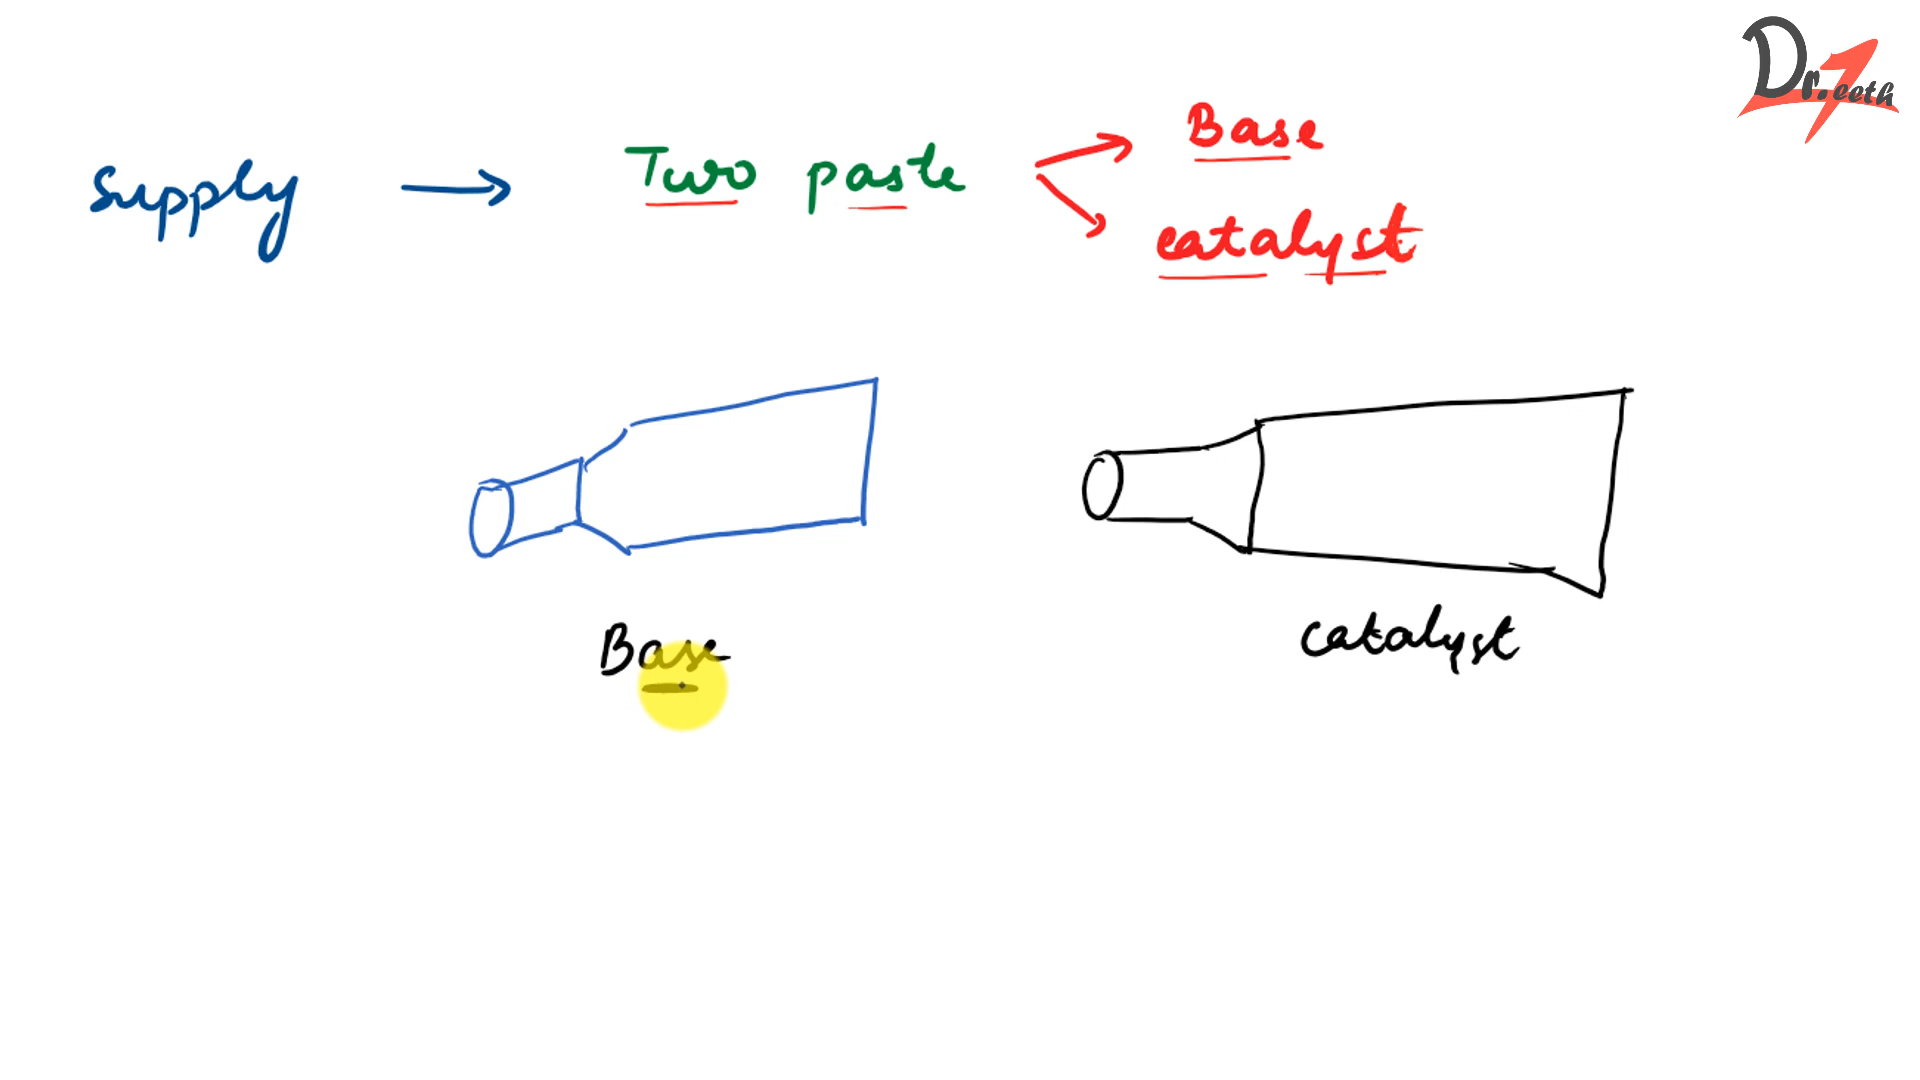 Dr. Teeth
Supply → Two paste
Base
catalyst
Base
catalyst